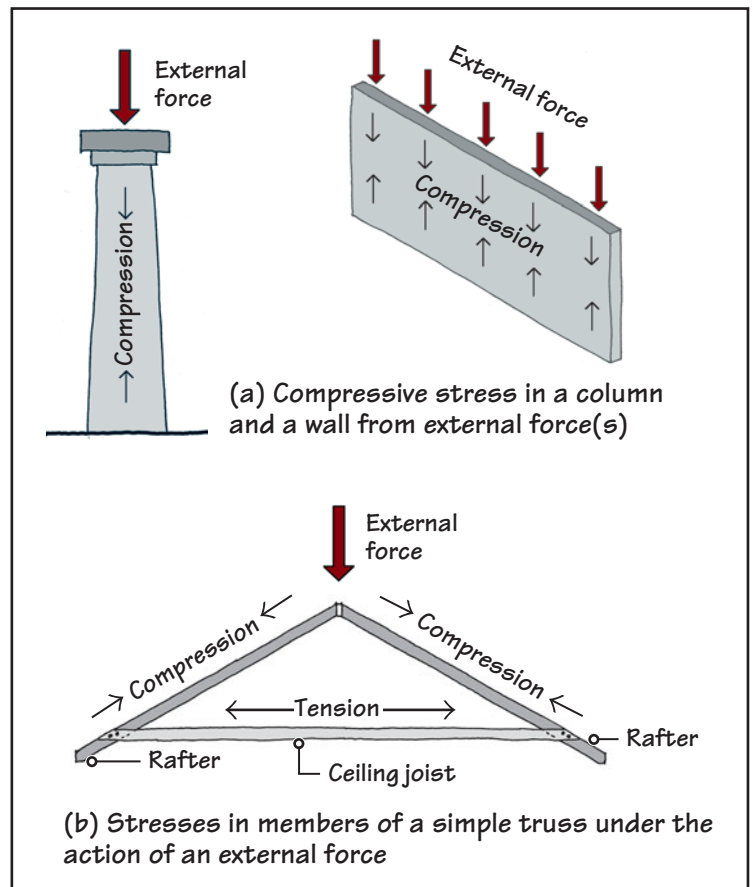 External
force
Compression
External force
Compression
(a) Compressive stress in a column
and a wall from external force(s)
External
force
Compression
Compression
Tension
Rafter
Rafter
Ceiling joist
(b) Stresses in members of a simple truss under the
action of an external force